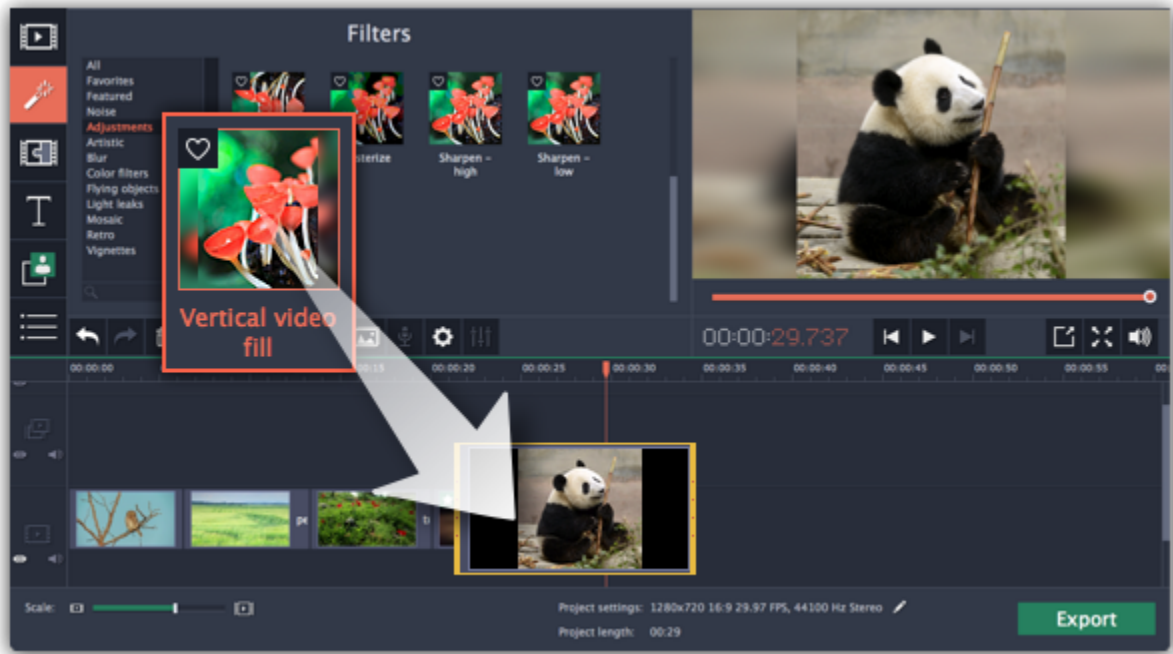 Filters
All
Favorites
Featured
Noise
Adjustments
Artistic
Blur
Color filters
Flying objects
Light leaks
Mosaic
Retro
Vignettes
sterize
Sharpen –
high
Sharpen –
low
Vertical video
fill
T
00:00:29.737
00:00:00
00:15
00:00:20
00:00:25
00:00:30
00:00:35
00:00:40
00:00:45
00:00:50
00:00:55
pe
Scale:
Project settings: 1280x720 16:9 29.97 FPS, 44100 Hz Stereo
Project length: 00:29
Export